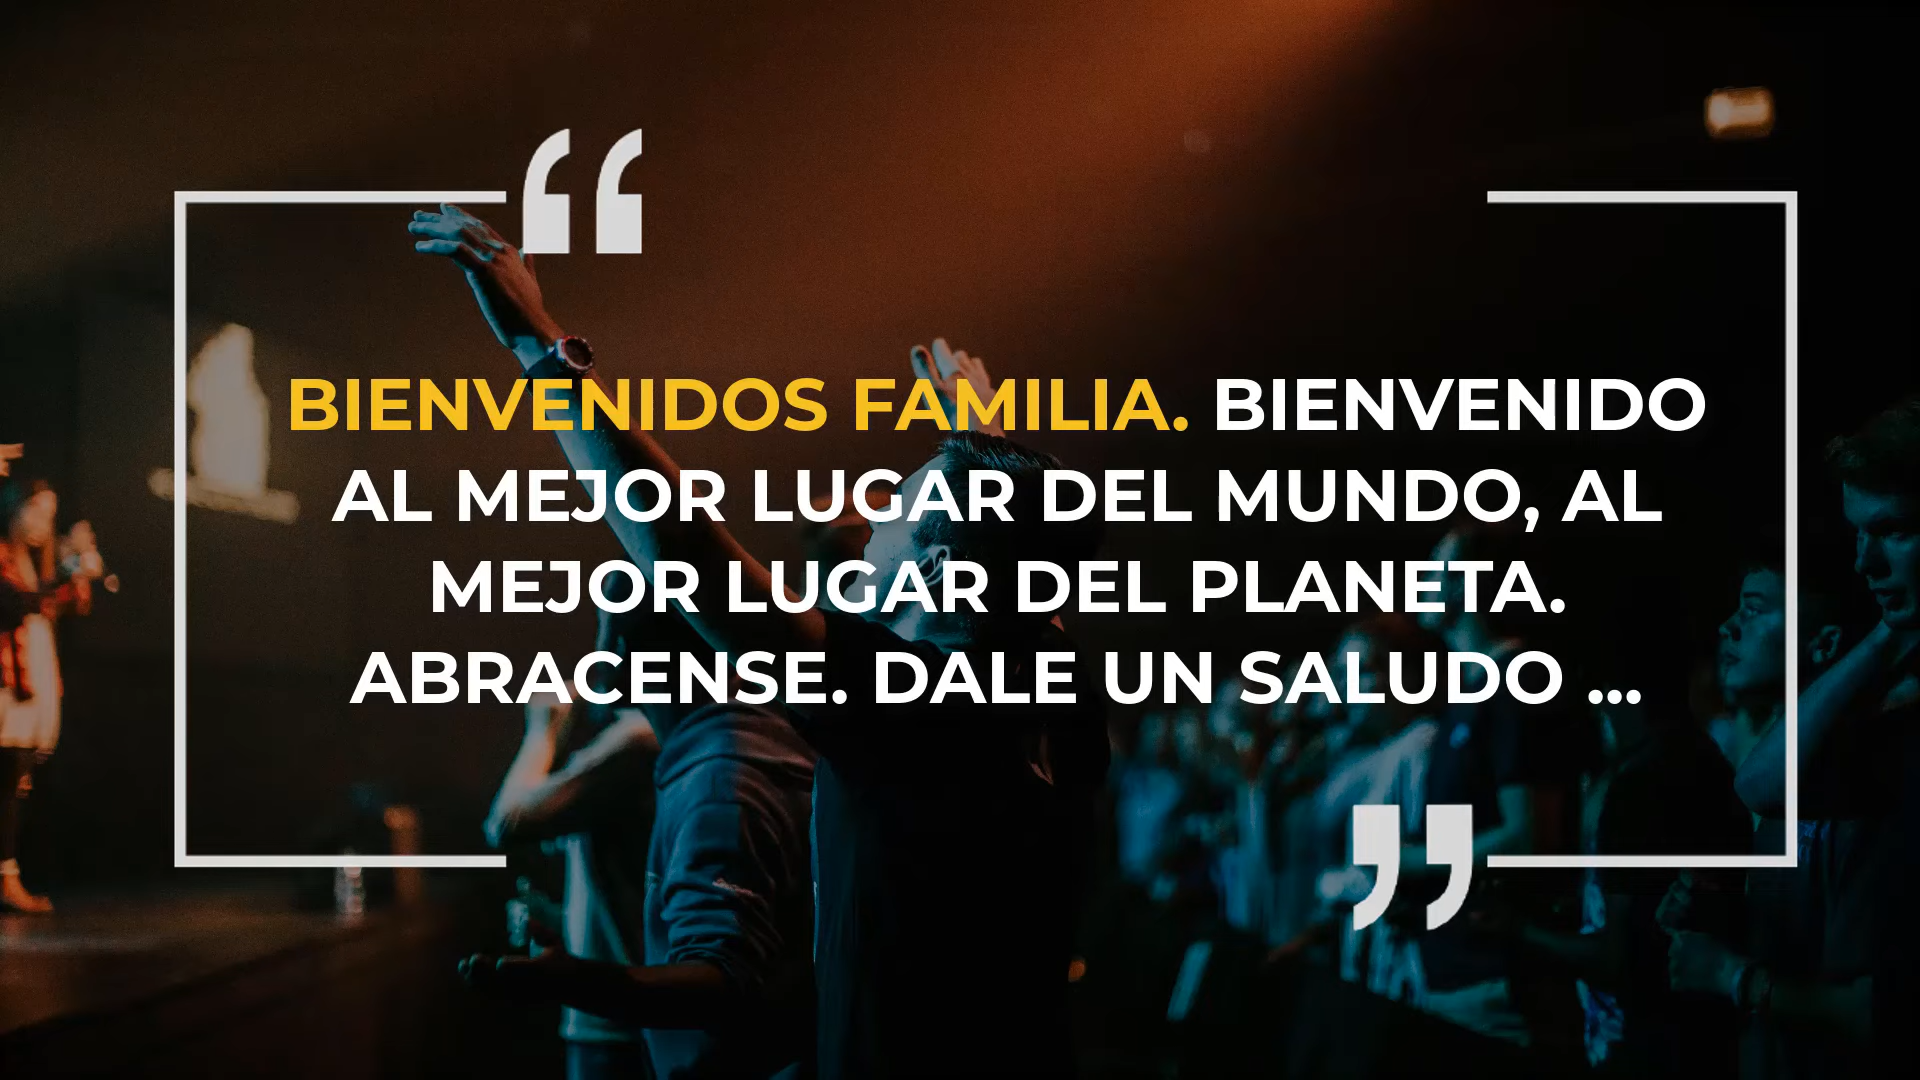 “
BIENVENIDOS FAMILIA. BIENVENIDO
AL MEJOR LUGAR DEL MUNDO, AL
MEJOR LUGAR DEL PLANETA.
ABRACENSE. DALE UN SALUDO ...
”